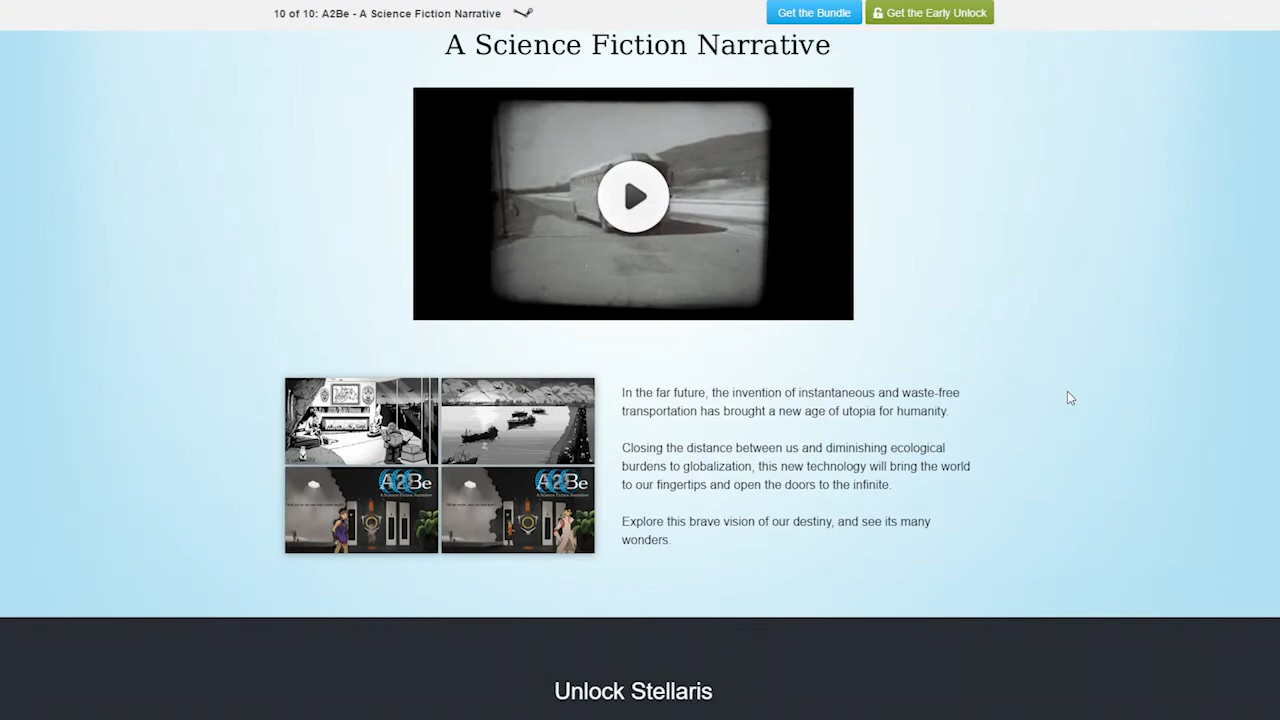 10 of 10: A2Be - A Science Fiction Narrative
Get the Bundle
Get the Early Unlock
A Science Fiction Narrative
In the far future, the invention of instantaneous and waste-free
transportation has brought a new age of utopia for humanity.
Closing the distance between us and diminishing ecological
burdens to globalization, this new technology will bring the world
to our fingertips and open the doors to the infinite.
Explore this brave vision of our destiny, and see its many
wonders.
A2Be
A Science Fiction Narrative
A2Be
A Science Fiction Narrative
Unlock Stellaris